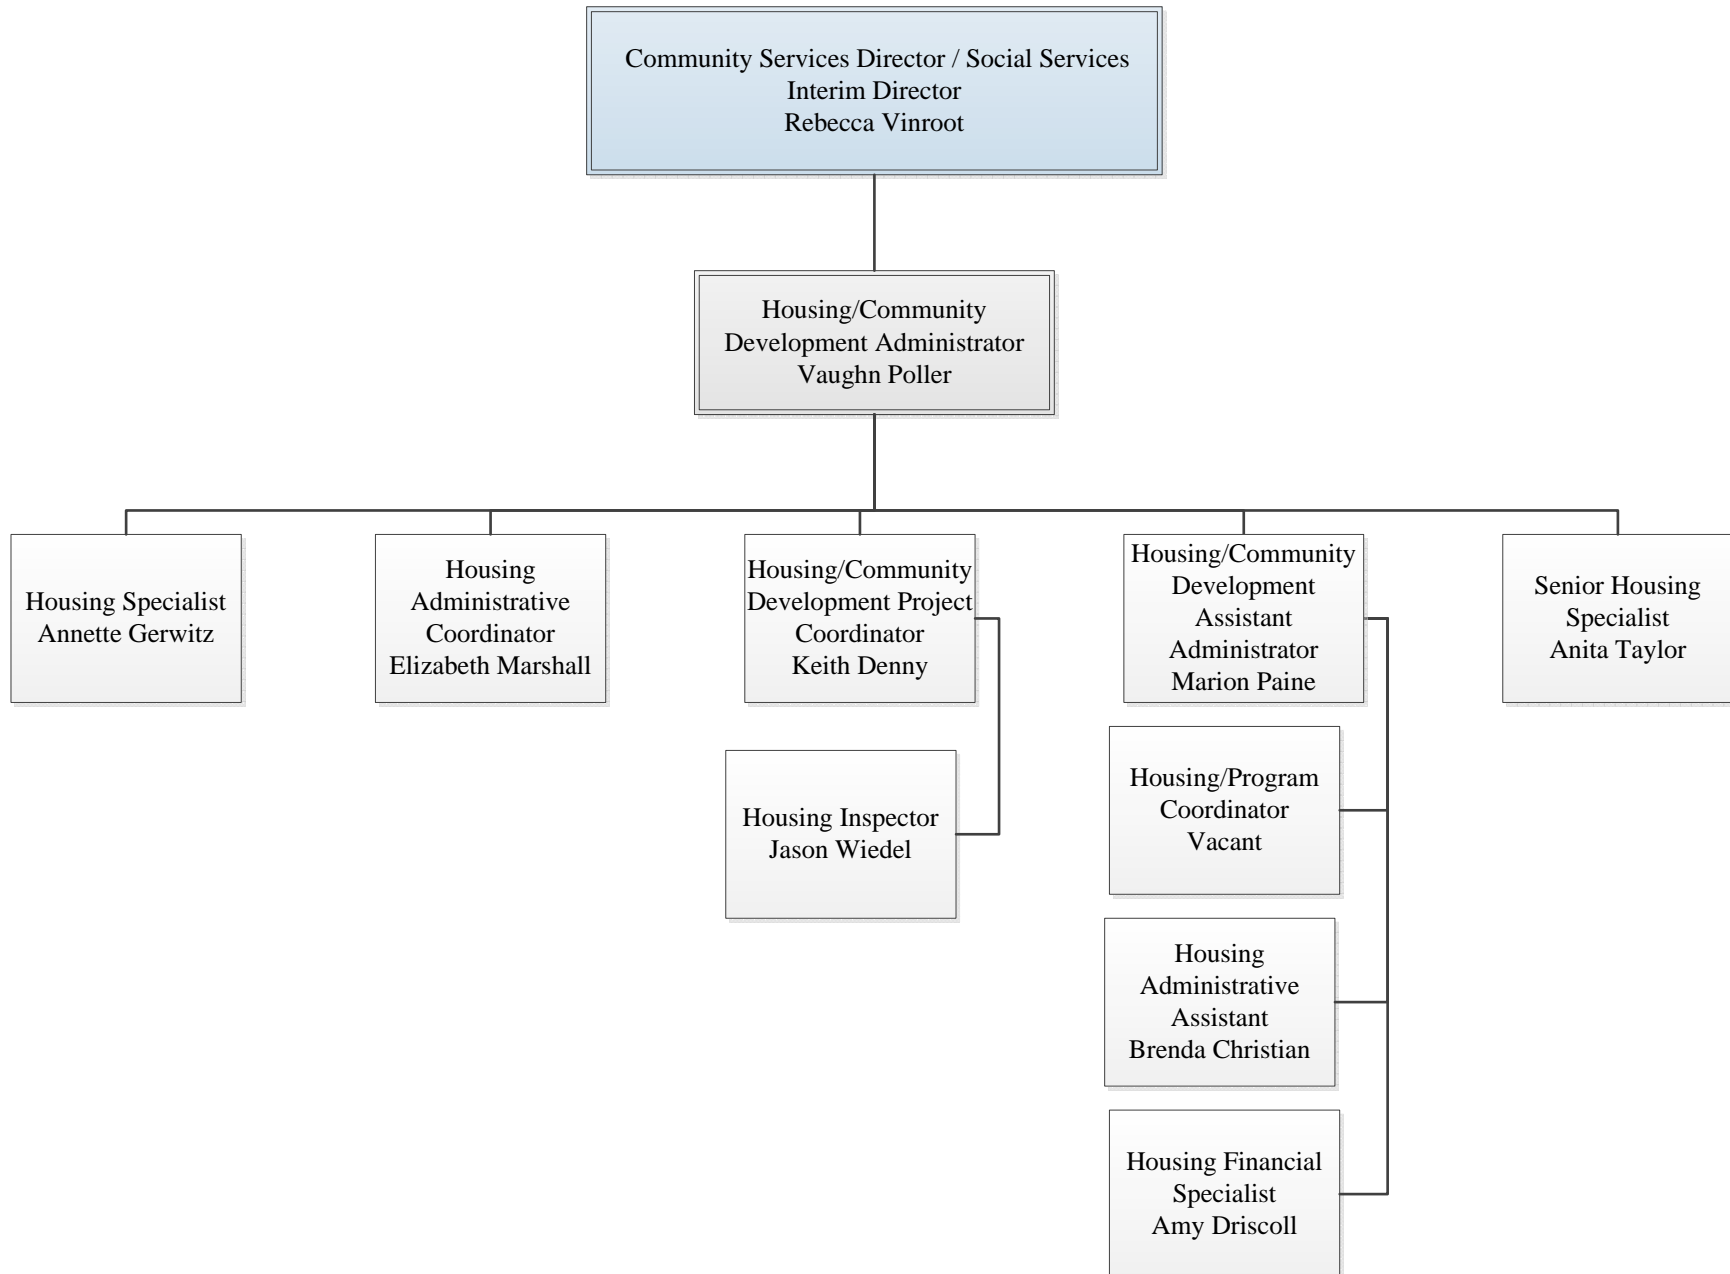 Community Services Director / Social Services
Interim Director
Rebecca Vinroot
Housing/Community
Development Administrator
Vaughn Poller
Housing Specialist
Annette Gerwitz
Housing
Administrative
Coordinator
Elizabeth Marshall
Housing/Community
Development Project
Coordinator
Keith Denny
Housing/Community
Development
Assistant
Administrator
Marion Paine
Senior Housing
Specialist
Anita Taylor
Housing Inspector
Jason Wiedel
Housing/Program
Coordinator
Vacant
Housing
Administrative
Assistant
Brenda Christian
Housing Financial
Specialist
Amy Driscoll